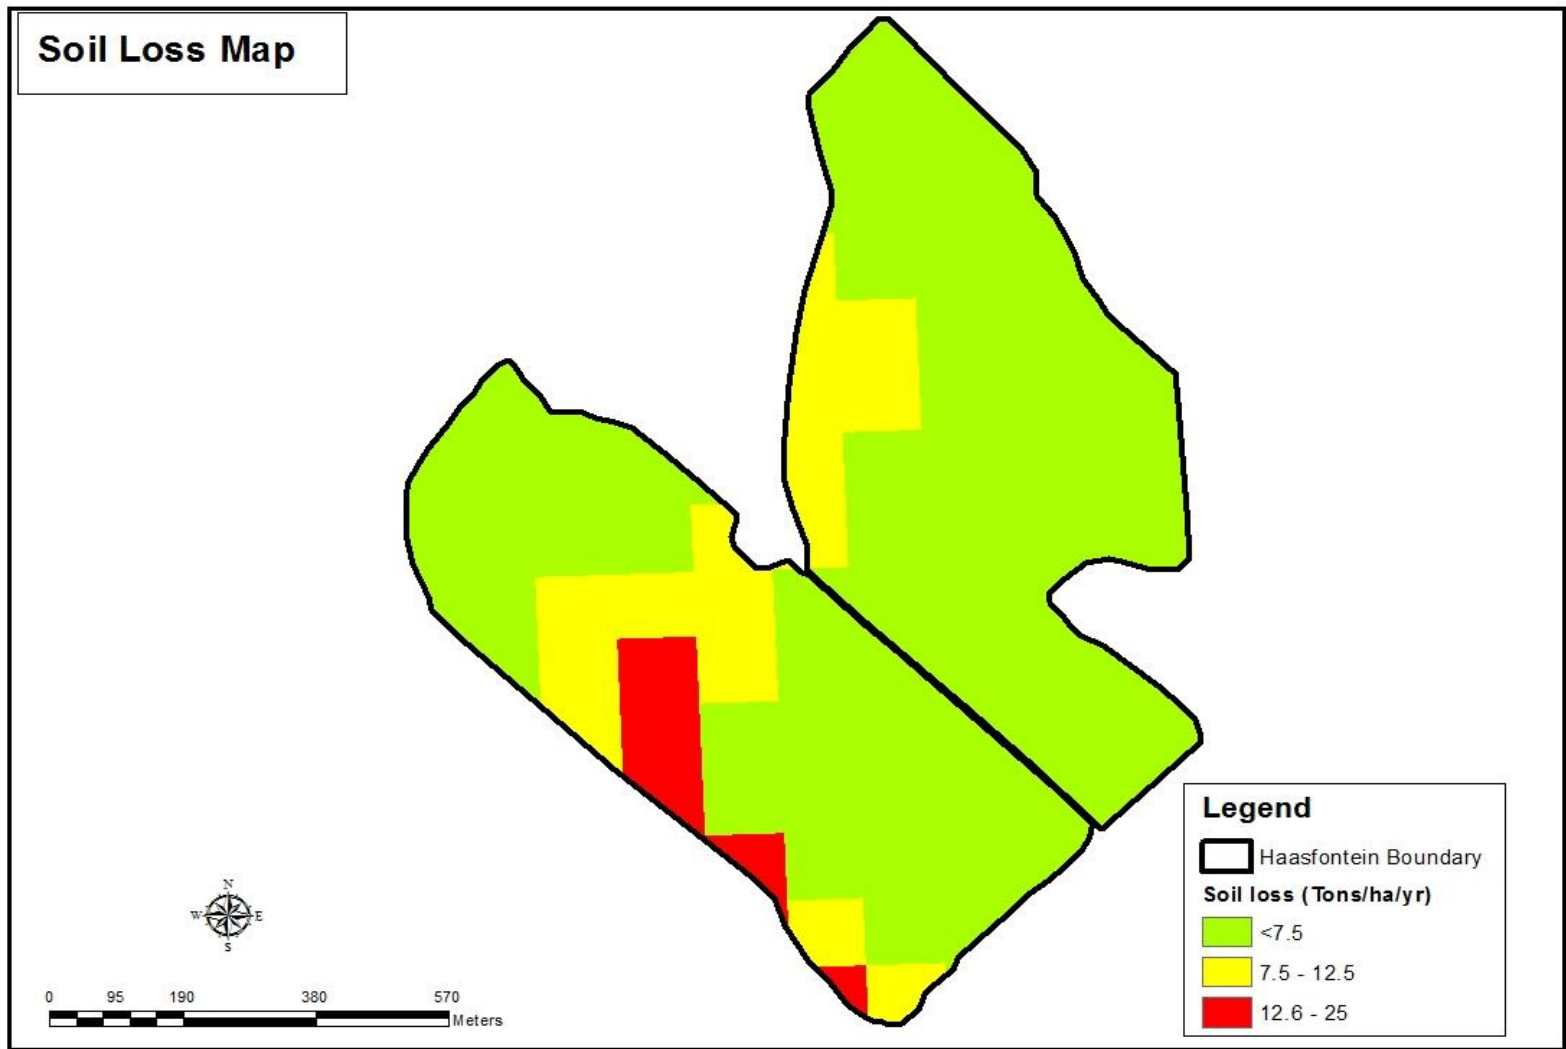 Soil Loss Map
N
W E
S
0 95 190 380 570
Meters
Legend
Haasfontein Boundary
Soil loss (Tons/ha/yr)
<7.5
7.5 - 12.5
12.6 - 25